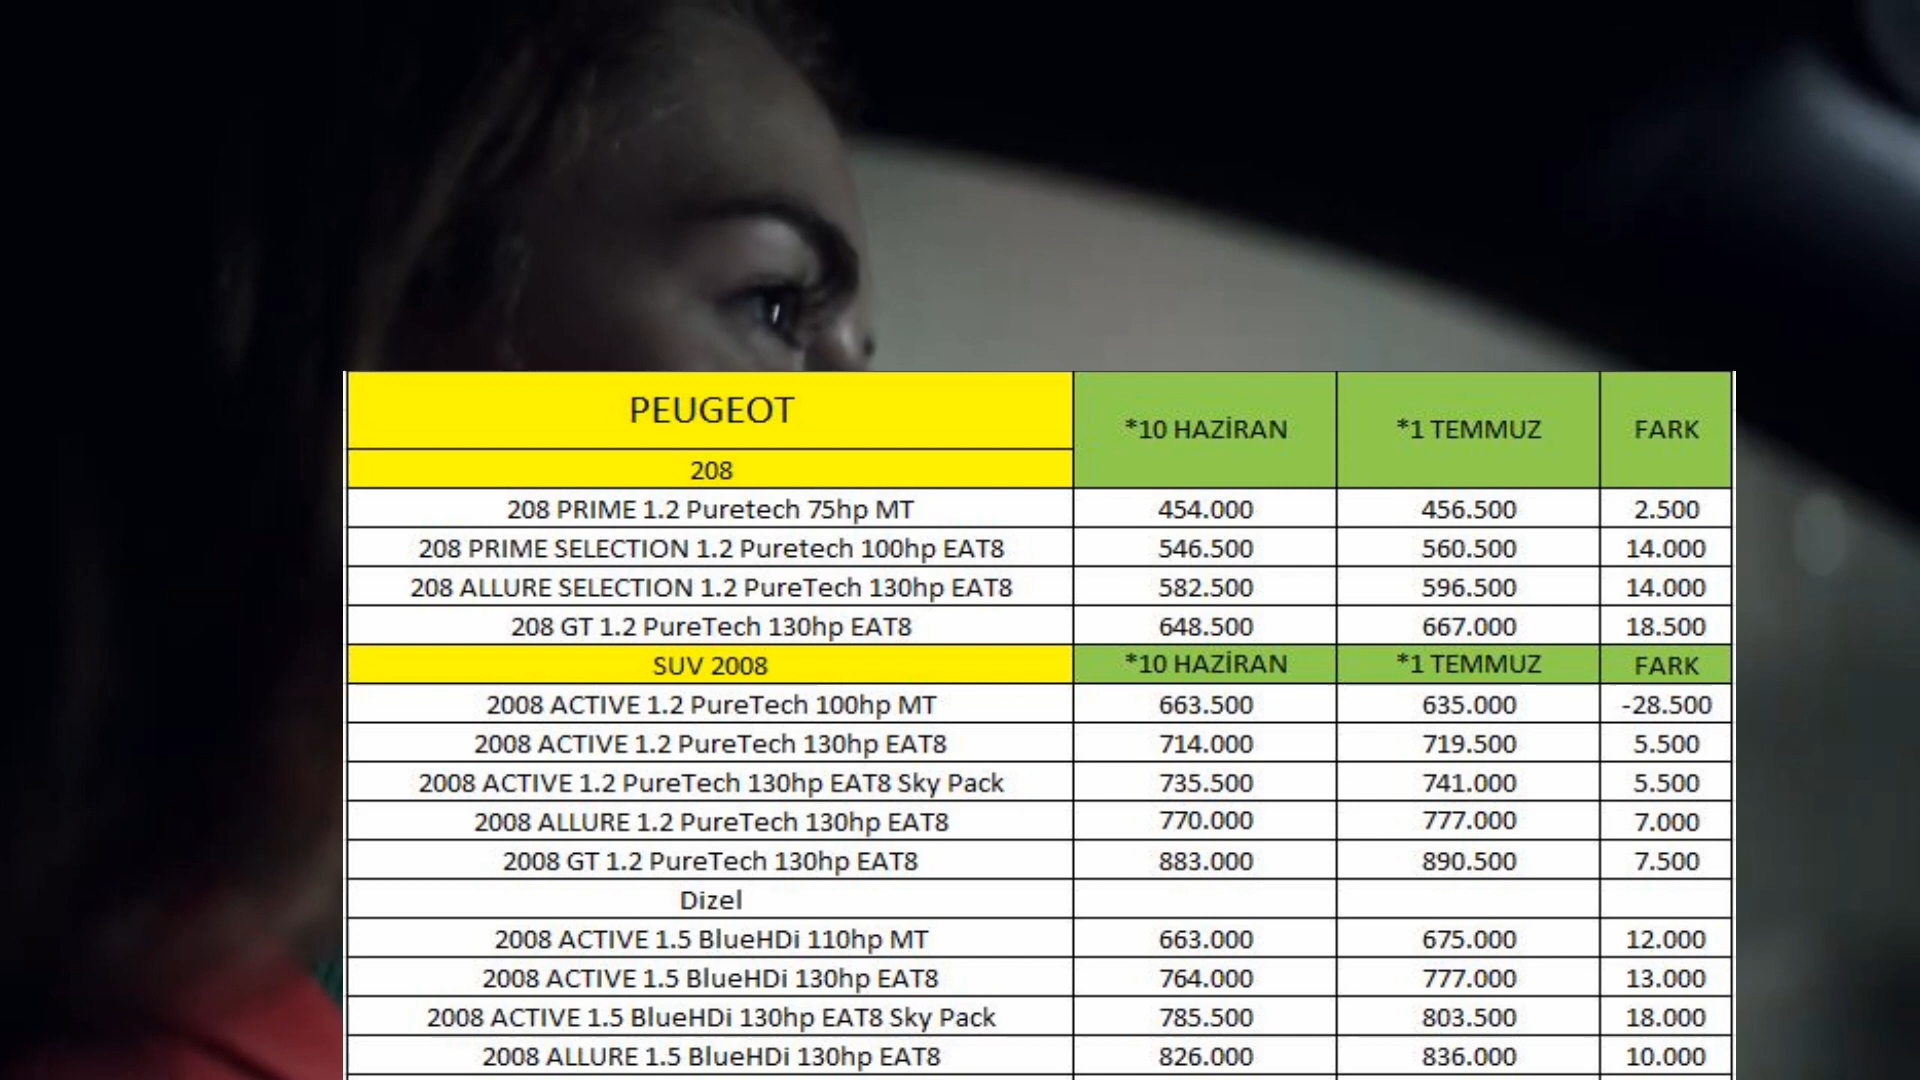 PEUGEOT *10 HAZİRAN *1 TEMMUZ FARK
208
208 PRIME 1.2 Puretech 75hp MT 454.000 456.500 2.500
208 PRIME SELECTION 1.2 Puretech 100hp EAT8 546.500 560.500 14.000
208 ALLURE SELECTION 1.2 PureTech 130hp EAT8 582.500 596.500 14.000
208 GT 1.2 PureTech 130hp EAT8 648.500 667.000 18.500
SUV 2008 *10 HAZİRAN *1 TEMMUZ FARK
2008 ACTIVE 1.2 PureTech 100hp MT 663.500 635.000 -28.500
2008 ACTIVE 1.2 PureTech 130hp EAT8 714.000 719.500 5.500
2008 ACTIVE 1.2 PureTech 130hp EAT8 Sky Pack 735.500 741.000 5.500
2008 ALLURE 1.2 PureTech 130hp EAT8 770.000 777.000 7.000
2008 GT 1.2 PureTech 130hp EAT8 883.000 890.500 7.500
Dizel
2008 ACTIVE 1.5 BlueHDi 110hp MT 663.000 675.000 12.000
2008 ACTIVE 1.5 BlueHDi 130hp EAT8 764.000 777.000 13.000
2008 ACTIVE 1.5 BlueHDi 130hp EAT8 Sky Pack 785.500 803.500 18.000
2008 ALLURE 1.5 BlueHDi 130hp EAT8 826.000 836.000 10.000